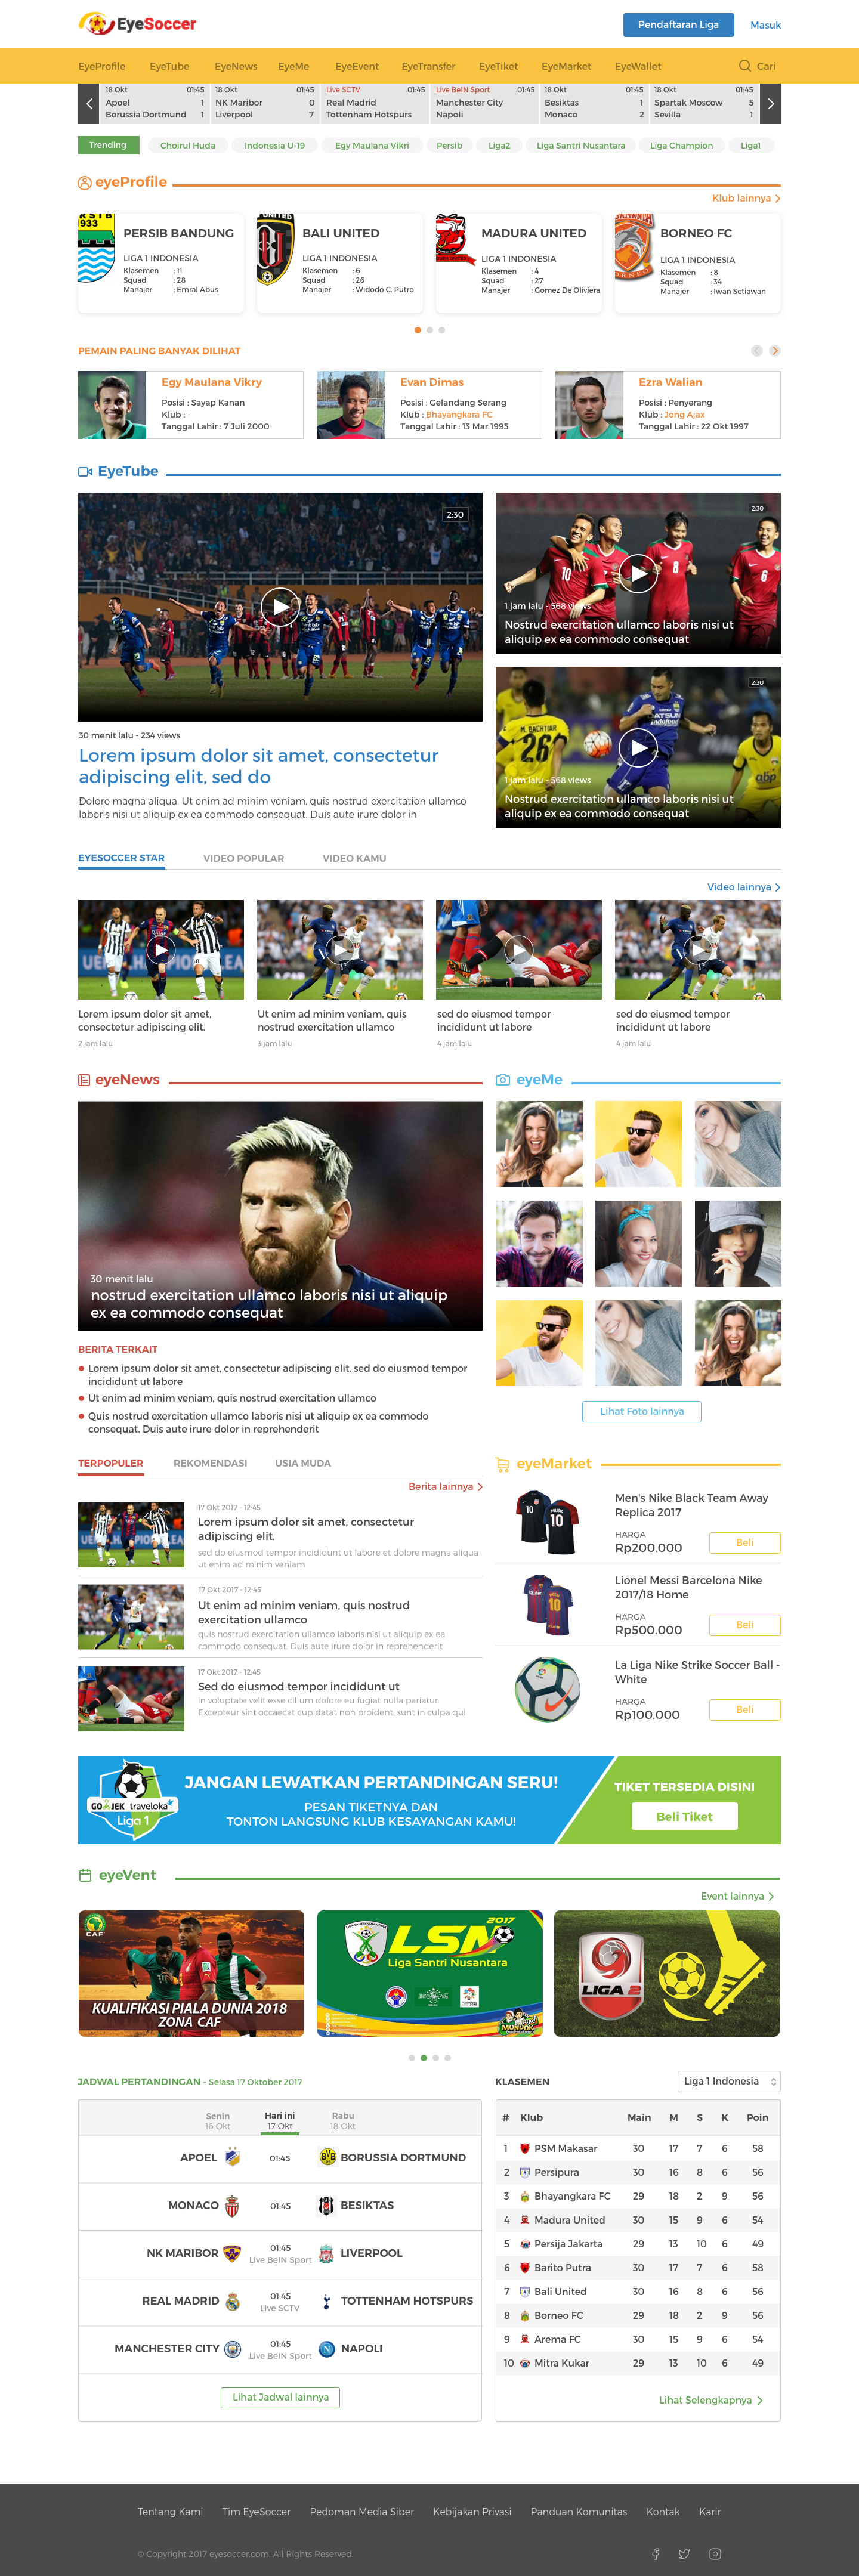 EyeSoccer
Pendaftaran Liga
Masuk
EyeProfile EyeTube EyeNews EyeMe EyeEvent EyeTransfer EyeTiket EyeMarket EyeWallet Cari
18 Okt 01:45
Apoel 1
Borussia Dortmund 1
18 Okt 01:45
NK Maribor 0
Liverpool 7
Live SCTV 01:45
Real Madrid
Tottenham Hotspurs
Live BeIN Sport 01:45
Manchester City
Napoli
18 Okt 01:45
Besiktas 1
Monaco 2
18 Okt 01:45
Spartak Moscow 5
Sevilla 1
Trending Choirul Huda Indonesia U-19 Egy Maulana Vikri Persib Liga2 Liga Santri Nusantara Liga Champion Liga1
eyeProfile
Klub lainnya
1933
PERSIB BANDUNG
LIGA 1 INDONESIA
Klasemen : 11
Squad : 28
Manajer : Emral Abus
UNITED
BALI UNITED
LIGA 1 INDONESIA
Klasemen : 6
Squad : 26
Manajer : Widodo C. Putro
MADURA UNITED
LIGA 1 INDONESIA
Klasemen : 4
Squad : 27
Manajer : Gomez De Oliviera
BORNEO FC
LIGA 1 INDONESIA
Klasemen : 8
Squad : 34
Manajer : Iwan Setiawan
PEMAIN PALING BANYAK DILIHAT
Egy Maulana Vikry
Posisi : Sayap Kanan
Klub : -
Tanggal Lahir : 7 Juli 2000
Evan Dimas
Posisi : Gelandang Serang
Klub : Bhayangkara FC
Tanggal Lahir : 13 Mar 1995
Ezra Walian
Posisi : Penyerang
Klub : Jong Ajax
Tanggal Lahir : 22 Okt 1997
EyeTube
2:30
30 menit lalu - 234 views
Lorem ipsum dolor sit amet, consectetur
adipiscing elit, sed do
Dolore magna aliqua. Ut enim ad minim veniam, quis nostrud exercitation ullamco
laboris nisi ut aliquip ex ea commodo consequat. Duis aute irure dolor in
2:30
10
8
6
1 jam lalu - 568 views
Nostrud exercitation ullamco laboris nisi ut
aliquip ex ea commodo consequat
2:30
M. BACHTIAR
26
1 jam lalu - 568 views
Nostrud exercitation ullamco laboris nisi ut
aliquip ex ea commodo consequat
EYESOCCER STAR VIDEO POPULAR VIDEO KAMU
Video lainnya
Lorem ipsum dolor sit amet,
consectetur adipiscing elit.
2 jam lalu
Ut enim ad minim veniam, quis
nostrud exercitation ullamco
3 jam lalu
sed do eiusmod tempor
incididunt ut labore
4 jam lalu
sed do eiusmod tempor
incididunt ut labore
4 jam lalu
eyeNews
30 menit lalu
nostrud exercitation ullamco laboris nisi ut aliquip
ex ea commodo consequat
BERITA TERKAIT
Lorem ipsum dolor sit amet, consectetur adipiscing elit. sed do eiusmod tempor
incididunt ut labore
Ut enim ad minim veniam, quis nostrud exercitation ullamco
Quis nostrud exercitation ullamco laboris nisi ut aliquip ex ea commodo
consequat. Duis aute irure dolor in reprehenderit
eyeMe
Lihat Foto lainnya
TERPOPULER REKOMENDASI USIA MUDA
Berita lainnya
17 Okt 2017 - 12:45
Lorem ipsum dolor sit amet, consectetur
adipiscing elit.
sed do eiusmod tempor incididunt ut labore et dolore magna aliqua
ut enim ad minim veniam
17 Okt 2017 - 12:45
Ut enim ad minim veniam, quis nostrud
exercitation ullamco
quis nostrud exercitation ullamco laboris nisi ut aliquip ex ea
commodo consequat. Duis aute irure dolor in reprehenderit
17 Okt 2017 - 12:45
Sed do eiusmod tempor incididunt ut
in voluptate velit esse cillum dolore eu fugiat nulla pariatur.
Excepteur sint occaecat cupidatat non proident, sunt in culpa qui
eyeMarket
10
10
Men's Nike Black Team Away
Replica 2017
HARGA
Rp200.000
Beli
10
Lionel Messi Barcelona Nike
2017/18 Home
HARGA
Rp500.000
Beli
La Liga Nike Strike Soccer Ball -
White
HARGA
Rp100.000
Beli
GO-JEK traveloka
Liga 1
JANGAN LEWATKAN PERTANDINGAN SERU!
PESAN TIKETNYA DAN
TONTON LANGSUNG KLUB KESAYANGAN KAMU!
TIKET TERSEDIA DISINI
Beli Tiket
eyeVent
Event lainnya
CAF
KUALIFIKASI PIALA DUNIA 2018
ZONA CAF
2017
LSN
Liga Santri Nusantara
LIGA 2
JADWAL PERTANDINGAN - Selasa 17 Oktober 2017
Senin
16 Okt
Hari ini
17 Okt
Rabu
18 Okt
APOEL 01:45 BORUSSIA DORTMUND
MONACO 01:45 BESIKTAS
NK MARIBOR 01:45 LIVERPOOL
Live BeIN Sport
REAL MADRID 01:45 TOTTENHAM HOTSPURS
Live SCTV
MANCHESTER CITY 01:45 NAPOLI
Live BeIN Sport
Lihat Jadwal lainnya
KLASEMEN
Liga 1 Indonesia
# Klub Main M S K Poin
1 PSM Makasar 30 17 7 6 58
2 Persipura 30 16 8 6 56
3 Bhayangkara FC 29 18 2 9 56
4 Madura United 30 15 9 6 54
5 Persija Jakarta 29 13 10 6 49
6 Barito Putra 30 17 7 6 58
7 Bali United 30 16 8 6 56
8 Borneo FC 29 18 2 9 56
9 Arema FC 30 15 9 6 54
10 Mitra Kukar 29 13 10 6 49
Lihat Selengkapnya
Tentang Kami Tim EyeSoccer Pedoman Media Siber Kebijakan Privasi Panduan Komunitas Kontak Karir
© Copyright 2017 eyesoccer.com. All Rights Reserved.